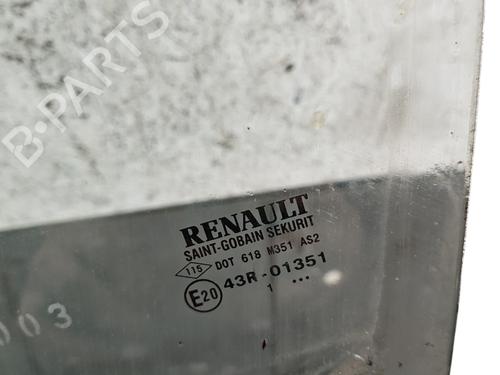 B-PARTS
RENAULT
SAINT-GOBAIN SEKURIT
115 DOT 618 M351 AS2
E20 43R-01351
1 ...
003